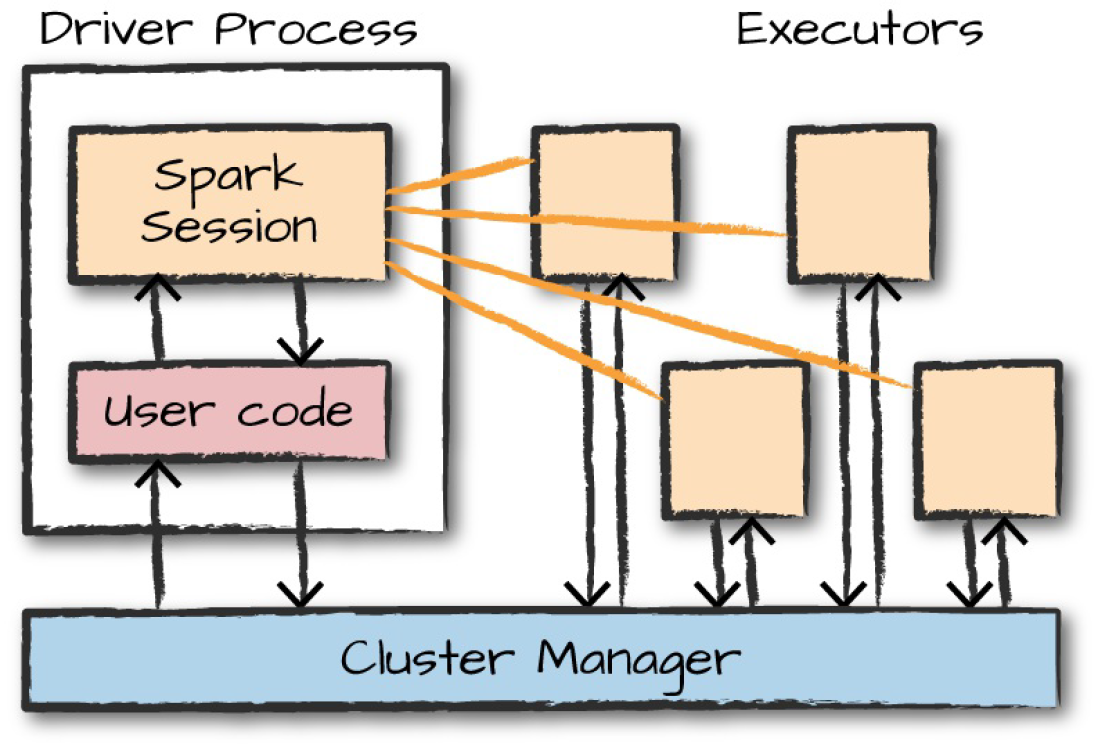 Driver Process
Executors
Spark
Session
User code
Cluster Manager